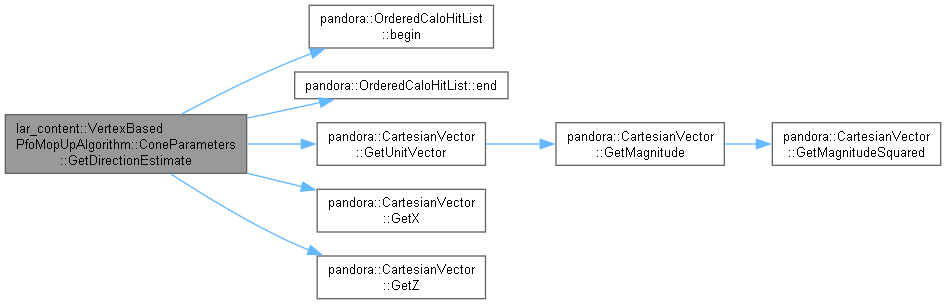 lar_content::VertexBased
PfoMopUpAlgorithm::ConeParameters
::GetDirectionEstimate
pandora::OrderedCaloHitList
::begin
pandora::OrderedCaloHitList::end
pandora::CartesianVector
::GetUnitVector
pandora::CartesianVector
::GetMagnitude
pandora::CartesianVector
::GetMagnitudeSquared
pandora::CartesianVector
::GetX
pandora::CartesianVector
::GetZ